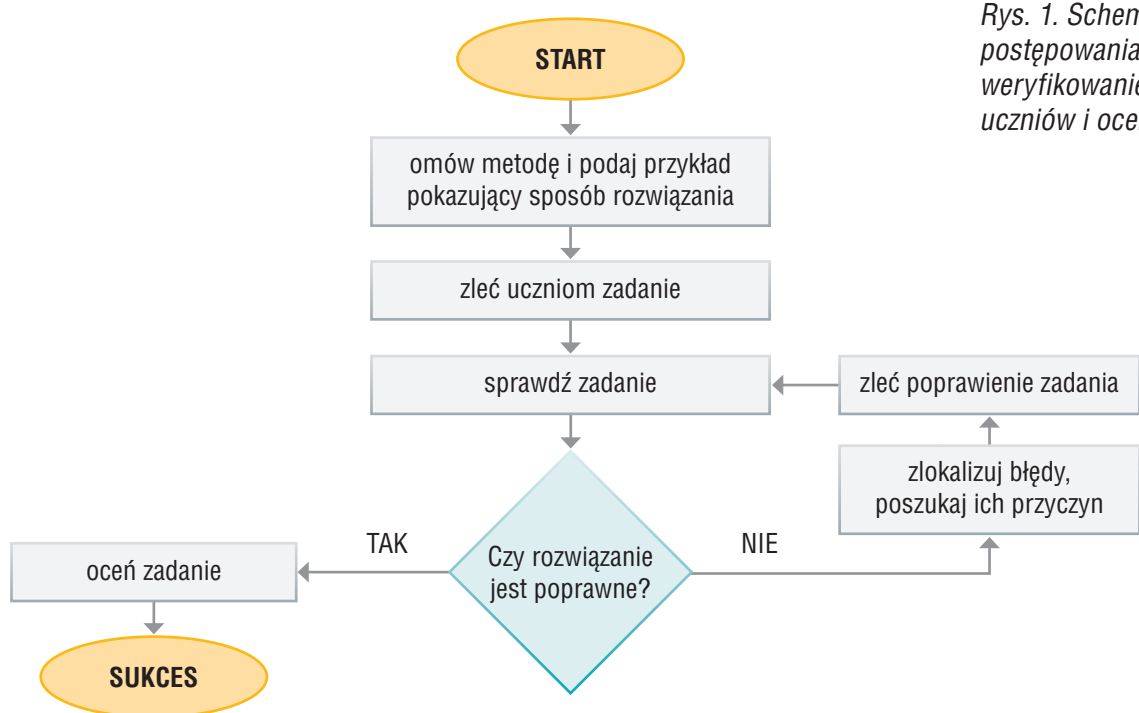 Rys. 1. Schem
postępowania
weryfikowanie
uczniów i oce
START
omów metodę i podaj przykład
pokazujący sposób rozwiązania
zleć uczniom zadanie
sprawdź zadanie
zleć poprawienie zadania
zlokalizuj błędy,
poszukaj ich przyczyn
Czy rozwiązanie
jest poprawne?
TAK
NIE
oceń zadanie
SUKCES